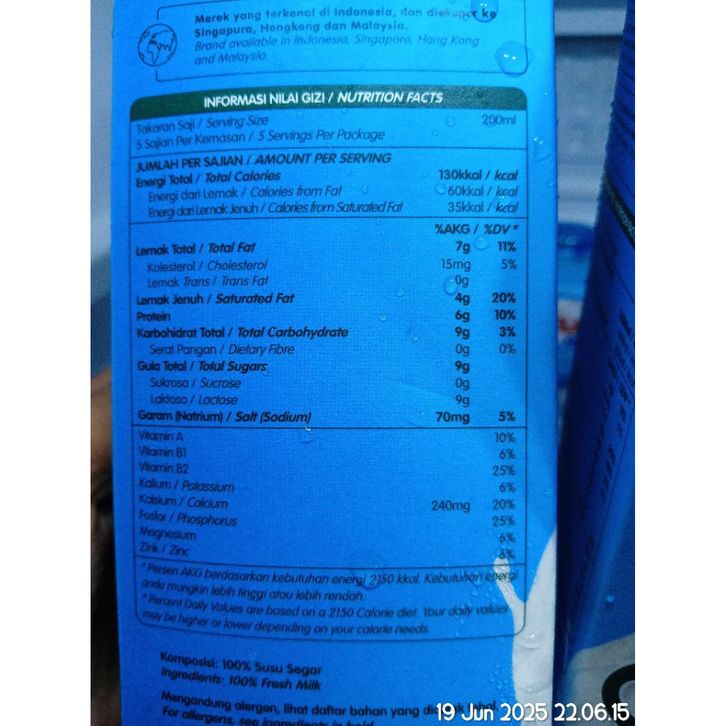 Merek yang terkenal di Indonesia, dan diekspor ke
Singapura, Hongkong dan Malaysia.
Brand available in Indonesia, Singapore, Hong Kong
and Malaysia.
INFORMASI NILAI GIZI / NUTRITION FACTS
Takaran Saji / Serving Size 200ml
5 Sajian Per Kemasan / 5 Servings Per Package
JUMLAH PER SAJIAN / AMOUNT PER SERVING
Energi Total / Total Calories 130kkal / kcal
Energi dari Lemak / Calories from Fat 60kkal / kcal
Energi dari Lemak Jenuh / Calories from Saturated Fat 35kkal / kcal
%AKG / %DV *
Lemak Total / Total Fat 7g 11%
Kolesterol / Cholesterol 15mg 5%
Lemak Trans / Trans Fat 0g
Lemak Jenuh / Saturated Fat 4g 20%
Protein 6g 10%
Karbohidrat Total / Total Carbohydrate 9g 3%
Serat Pangan / Dietary Fibre 0g 0%
Gula Total / Total Sugars 9g
Sukrosa / Sucrose 0g
Laktosa / Lactose 9g
Garam (Natrium) / Salt (Sodium) 70mg 5%
Vitamin A 10%
Vitamin B1 6%
Vitamin B2 25%
Kalium / Potassium 6%
Kalsium / Calcium 240mg 20%
Fosfor / Phosphorus 25%
Magnesium 6%
Zink / Zinc 6%
* Persen AKG berdasarkan kebutuhan energi 2150 kkal. Kebutuhan energi
anda mungkin lebih tinggi atau lebih rendah.
* Percent Daily Values are based on a 2150 Calorie diet. Your daily values
may be higher or lower depending on your calorie needs.
Komposisi: 100% Susu Segar
Ingredients: 100% Fresh Milk
Mengandung alergen, lihat daftar bahan yang
For allergens, see ingredients in bold
19 Jun 2025 22.06.15